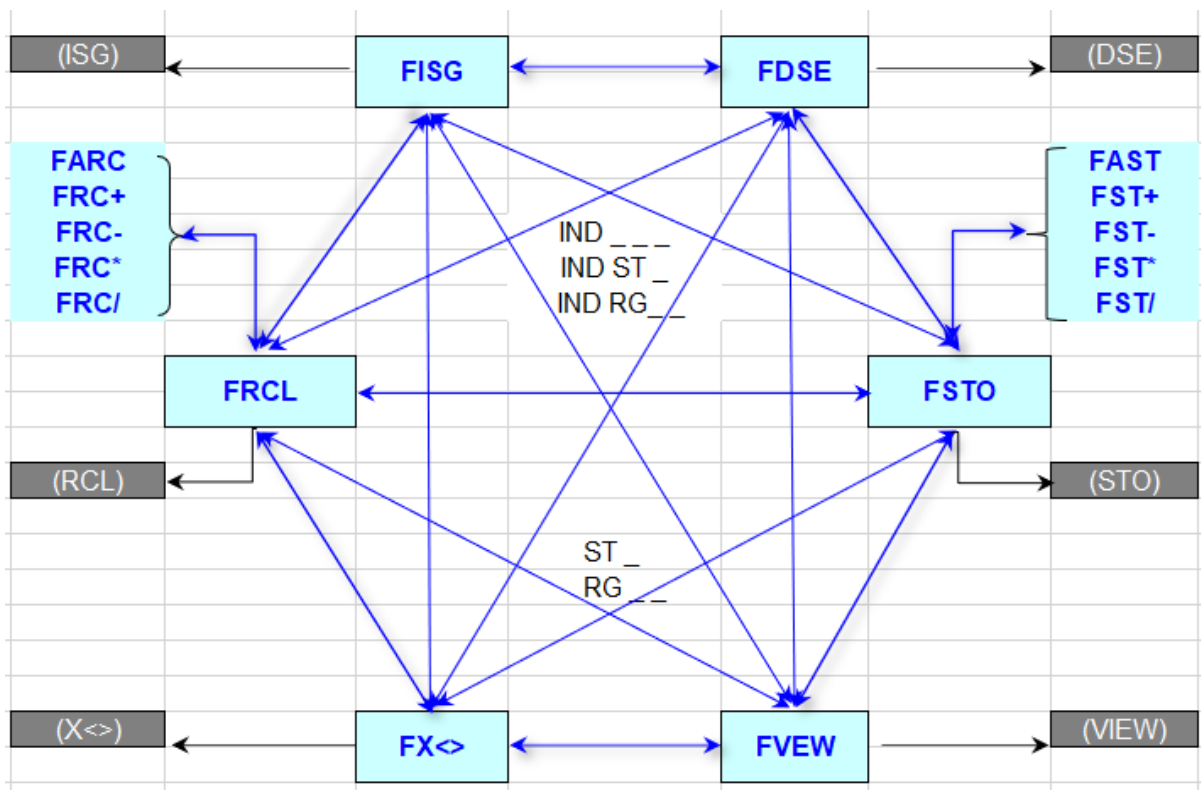 (ISG)
FISG
FDSE
(DSE)
FARC
FRC+
FRC-
FRC*
FRC/
IND _ _ _
IND ST _
IND RG_ _
FAST
FST+
FST-
FST*
FST/
FRCL
FSTO
(RCL)
(STO)
ST _
RG _ _
(X<>)
FX<>
FVEW
(VIEW)